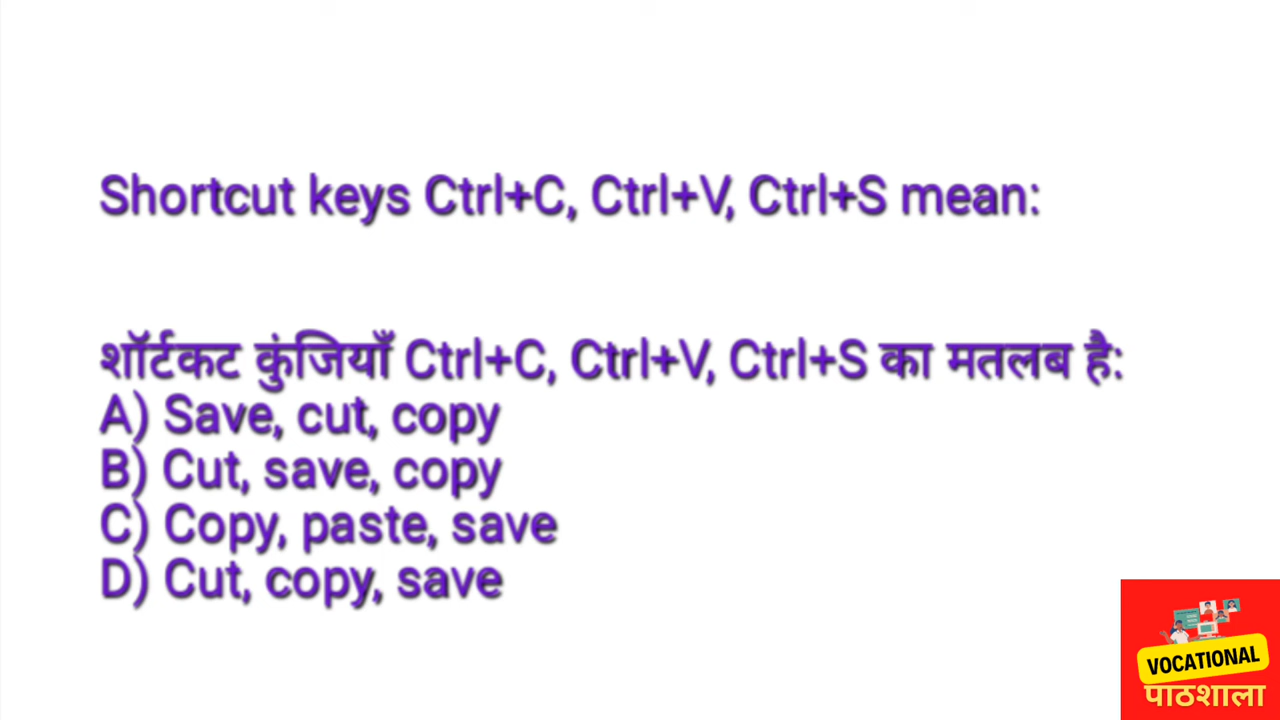 Shortcut keys Ctrl+C, Ctrl+V, Ctrl+S mean:
शॉर्टकट कुंजियाँ Ctrl+C, Ctrl+V, Ctrl+S का मतलब है:
A) Save, cut, copy
B) Cut, save, copy
C) Copy, paste, save
D) Cut, copy, save
VOCATIONAL
पाठशाला